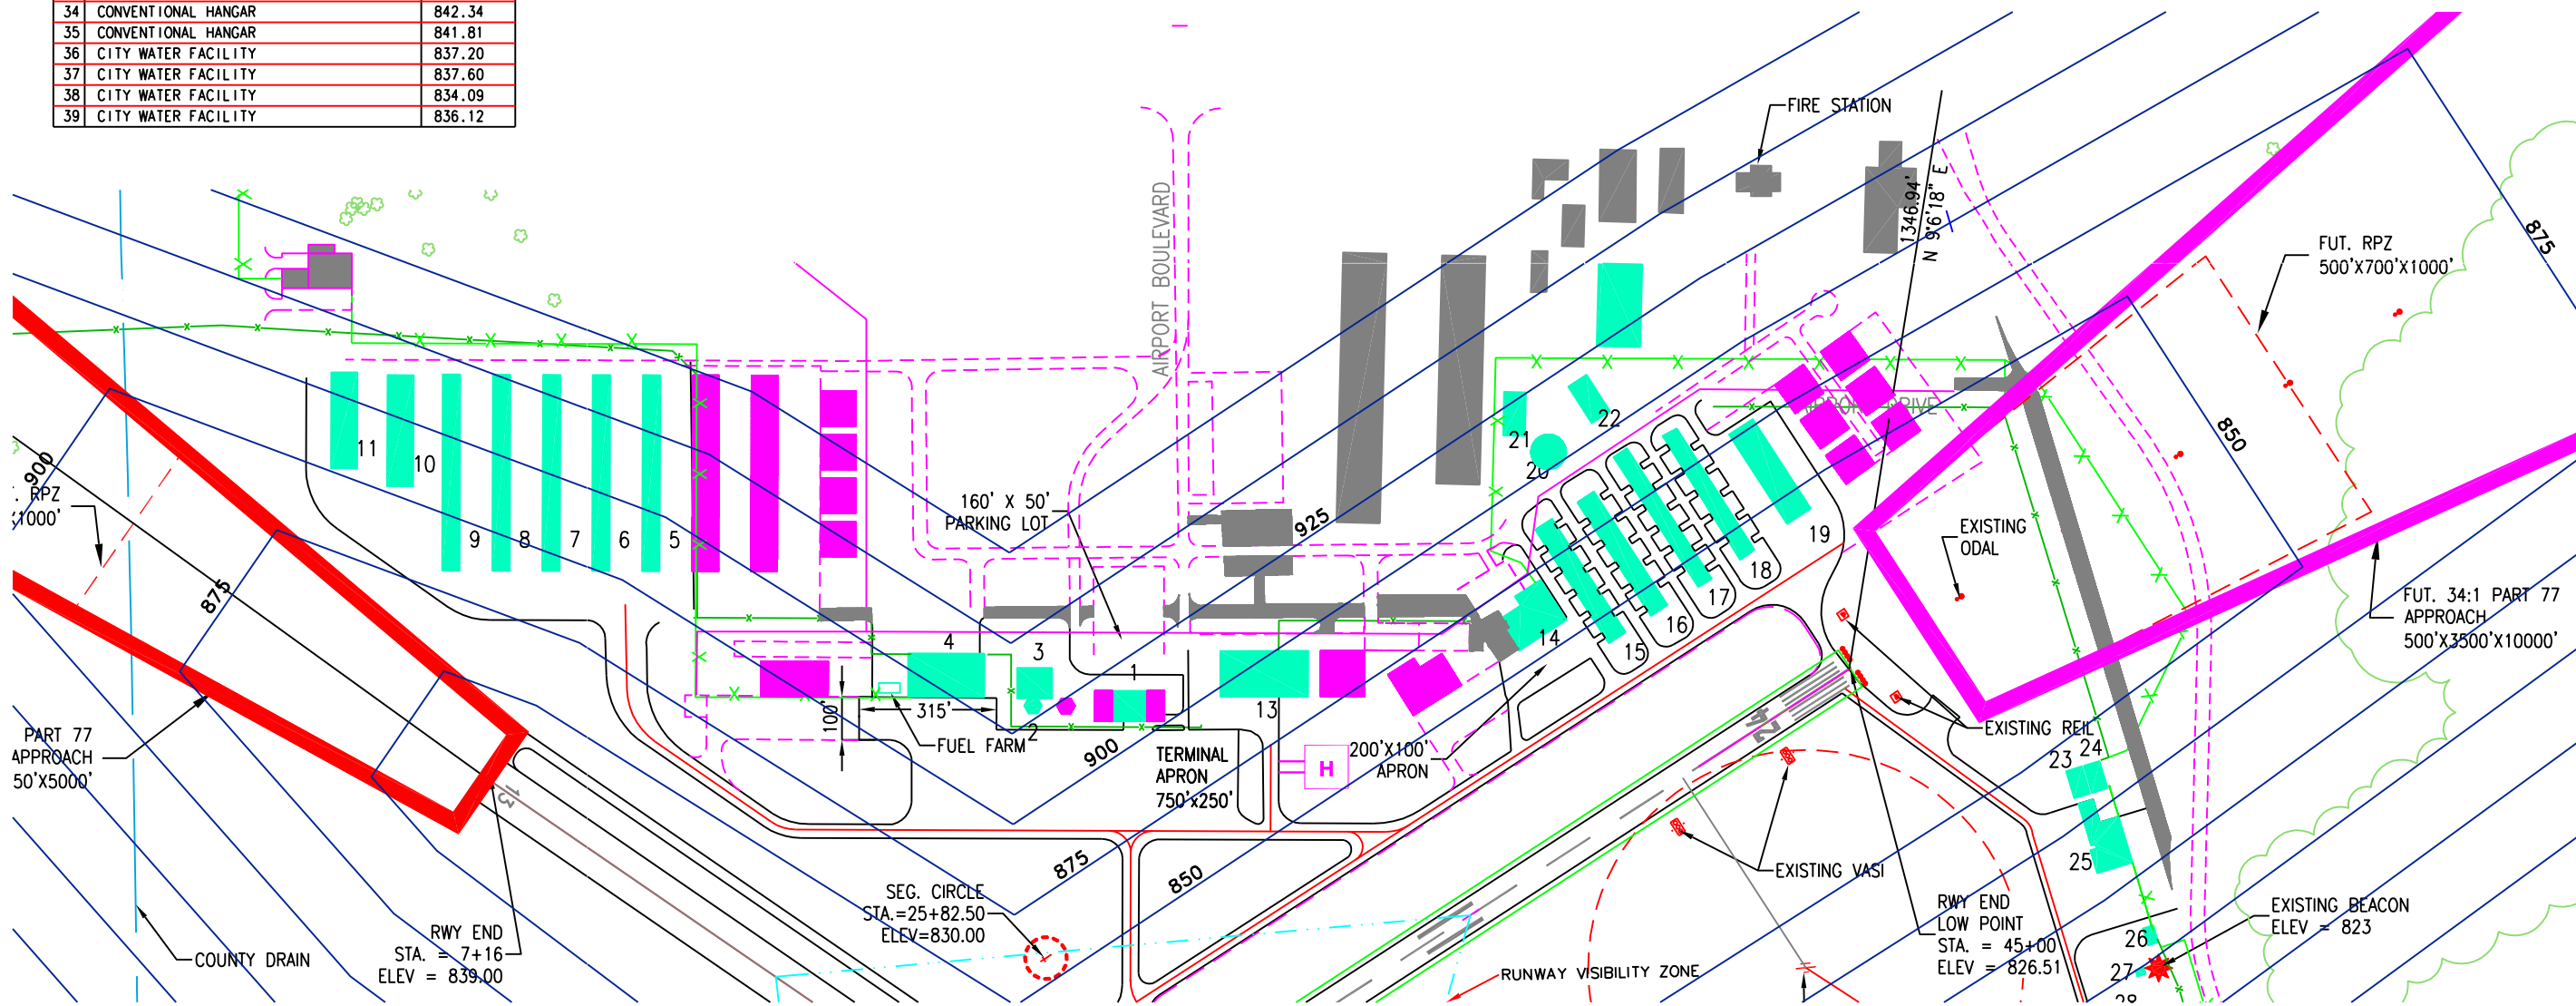 34 CONVENTIONAL HANGAR 842.34
35 CONVENTIONAL HANGAR 841.81
36 CITY WATER FACILITY 837.20
37 CITY WATER FACILITY 837.60
38 CITY WATER FACILITY 834.09
39 CITY WATER FACILITY 836.12
FIRE STATION
AIRPORT BOULEVARD
1346.94'
N 9°6'18" E
FUT. RPZ
500'X700'X1000'
875
850
900
RPZ
1000'
875
11
10
9
8
7
6
5
160' X 50'
PARKING LOT
925
21
20
22
DRIVE
19
18
17
16
15
14
EXISTING
ODAL
FUT. 34:1 PART 77
APPROACH
500'X3500'X10000'
4
3
1
2
13
315'
100'
FUEL FARM
900
TERMINAL
APRON
750'x250'
H
200'X100'
APRON
24
EXISTING REIL
23
24
25
PART 77
APPROACH
50'X5000'
13
875
850
EXISTING VASI
SEG. CIRCLE
STA.=25+82.50
ELEV=830.00
RWY END
STA. = 7+16
ELEV = 839.00
COUNTY DRAIN
RUNWAY VISIBILITY ZONE
RWY END
LOW POINT
STA. = 45+00
ELEV = 826.51
EXISTING BEACON
ELEV = 823
26
27
28